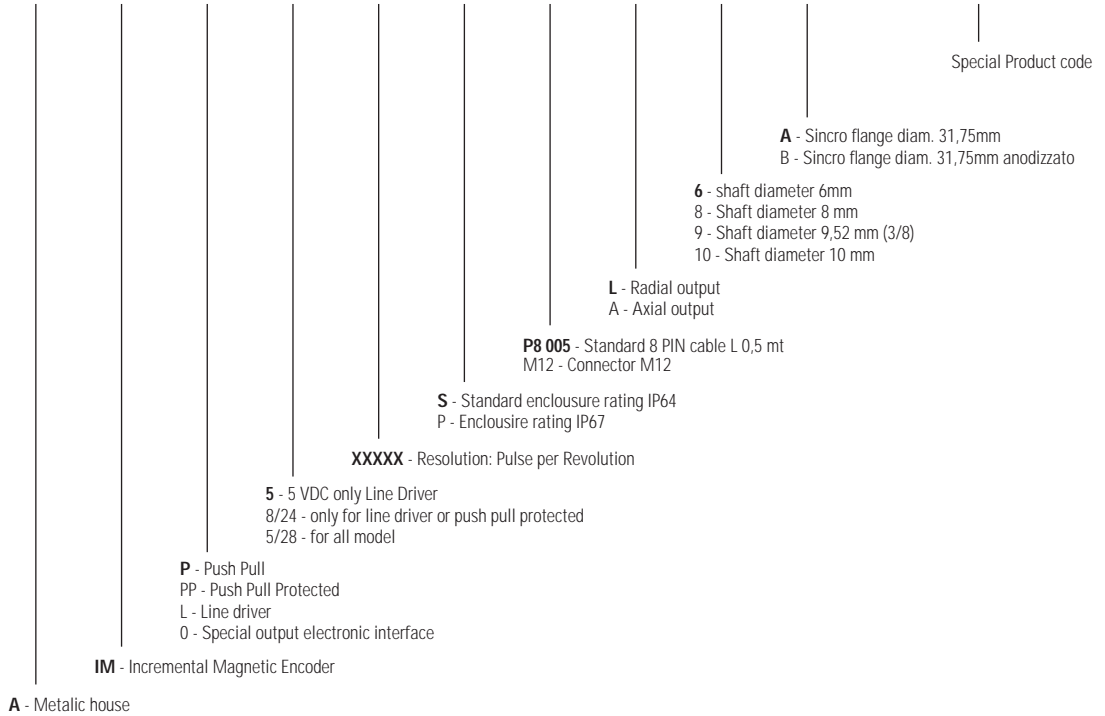 Special Product code
A - Sincro flange diam. 31,75mm
B - Sincro flange diam. 31,75mm anodizzato
6 - shaft diameter 6mm
8 - Shaft diameter 8 mm
9 - Shaft diameter 9,52 mm (3/8)
10 - Shaft diameter 10 mm
L - Radial output
A - Axial output
P8 005 - Standard 8 PIN cable L 0,5 mt
M12 - Connector M12
S - Standard enclousure rating IP64
P - Enclousire rating IP67
XXXXX - Resolution: Pulse per Revolution
5 - 5 VDC only Line Driver
8/24 - only for line driver or push pull protected
5/28 - for all model
P - Push Pull
PP - Push Pull Protected
L - Line driver
0 - Special output electronic interface
IM - Incremental Magnetic Encoder
A - Metalic house